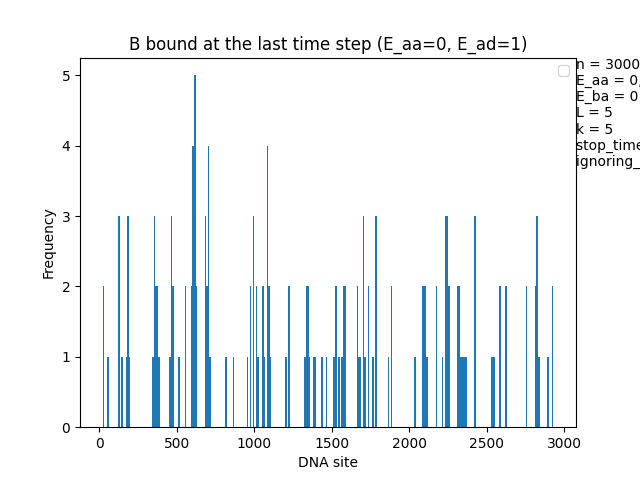 B bound at the last time step (E_aa=0, E_ad=1)
n = 3000
E_aa = 0,
E_ba = 0
L = 5
k = 5
stop_time
ignoring_
Frequency
5
4
3
2
1
0
0 500 1000 1500 2000 2500 3000
DNA site